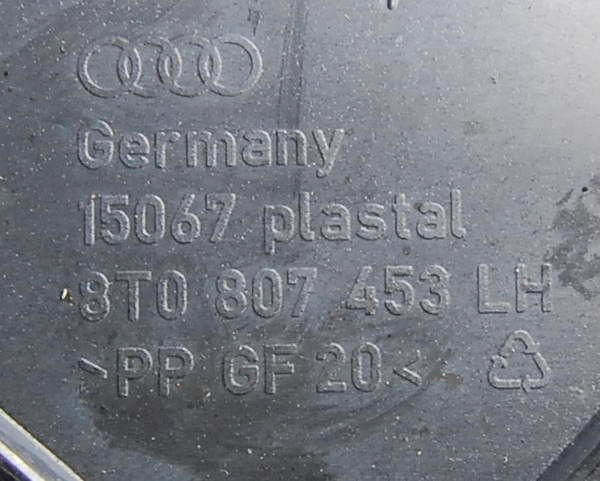 Germany
15067 plastal
8T0 807 453 LH
>PP GF 20<